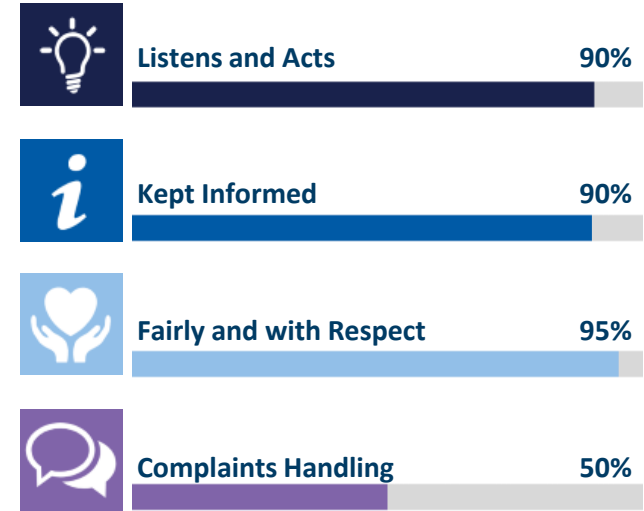 Listens and Acts 90%
Kept Informed 90%
Fairly and with Respect 95%
Complaints Handling 50%